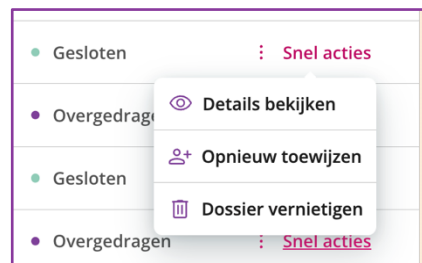 Gesloten Snel acties
Details bekijken
Overgedrage
Opnieuw toewijzen
Gesloten
Dossier vernietigen
Overgedragen Snel acties